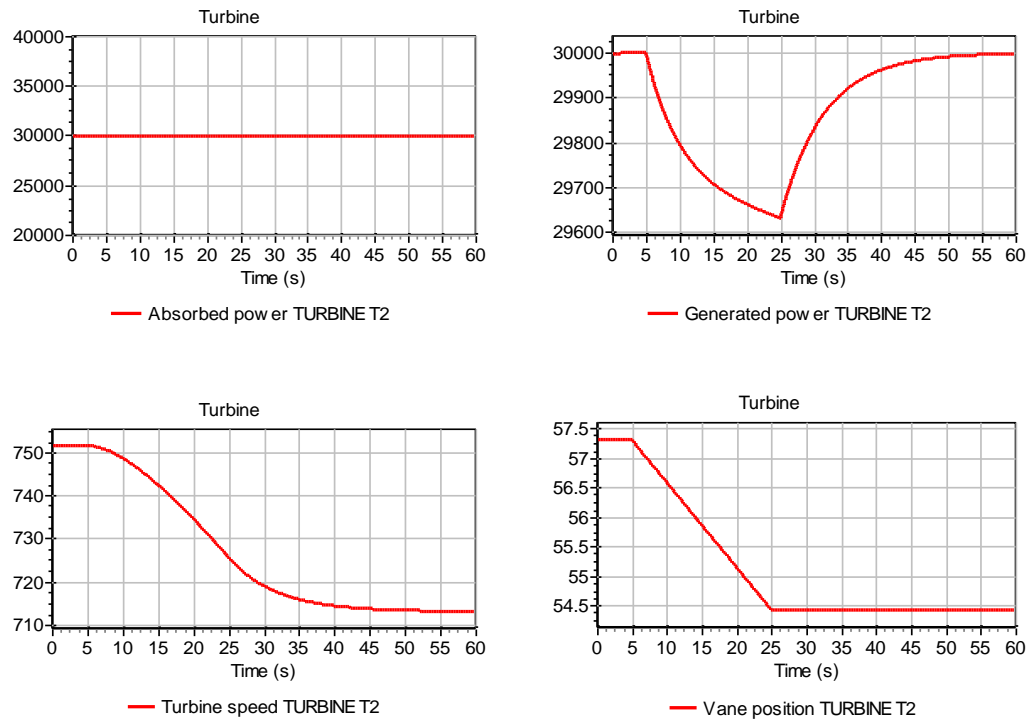 Turbine
40000
35000
30000
25000
20000
0 5 10 15 20 25 30 35 40 45 50 55 60
Time (s)
Absorbed power TURBINE T2
Turbine
30000
29900
29800
29700
29600
0 5 10 15 20 25 30 35 40 45 50 55 60
Time (s)
Generated power TURBINE T2
Turbine
750
740
730
720
710
0 5 10 15 20 25 30 35 40 45 50 55 60
Time (s)
Turbine speed TURBINE T2
Turbine
57.5
57
56.5
56
55.5
55
54.5
0 5 10 15 20 25 30 35 40 45 50 55 60
Time (s)
Vane position TURBINE T2